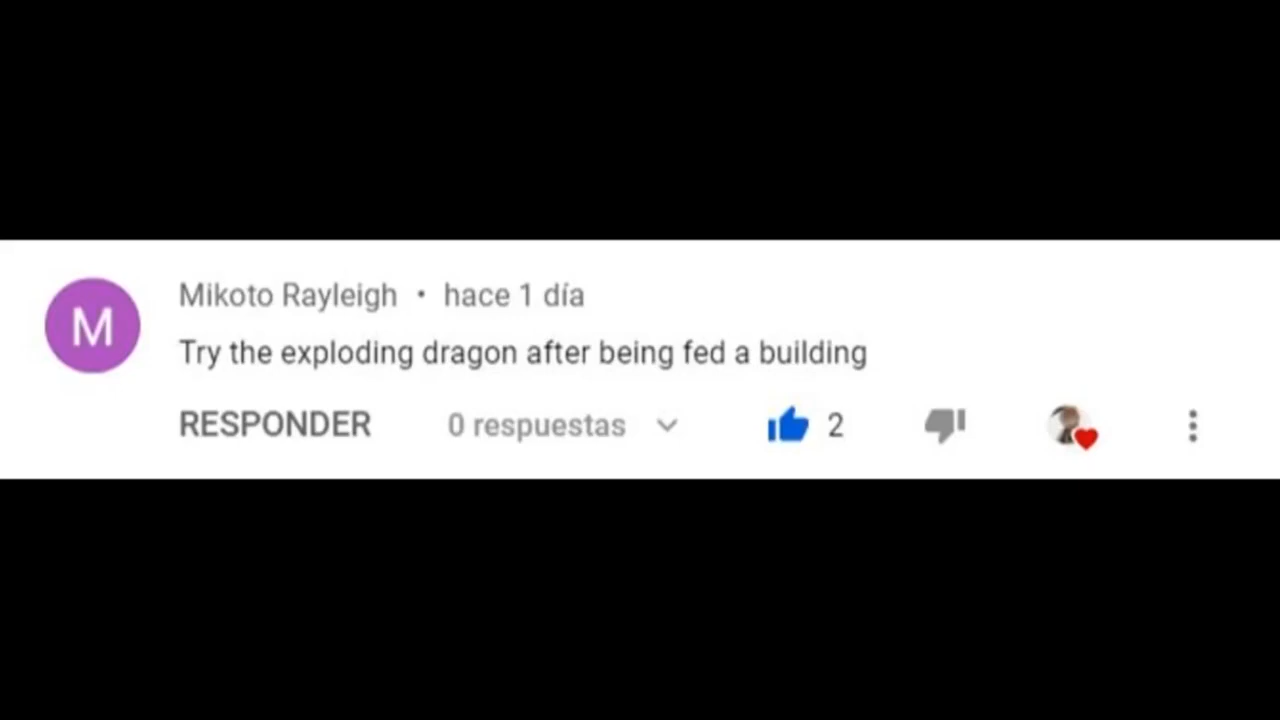 M
Mikoto Rayleigh • hace 1 día
Try the exploding dragon after being fed a building
RESPONDER 0 respuestas 2